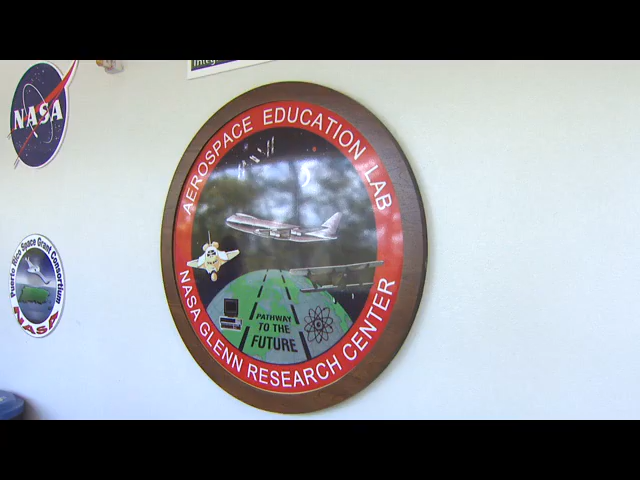 NASA
AEROSPACE EDUCATION LAB
NASA GLENN RESEARCH CENTER
PATHWAY
TO THE
FUTURE
Puerto Rico Space Grant Consortium
NASA